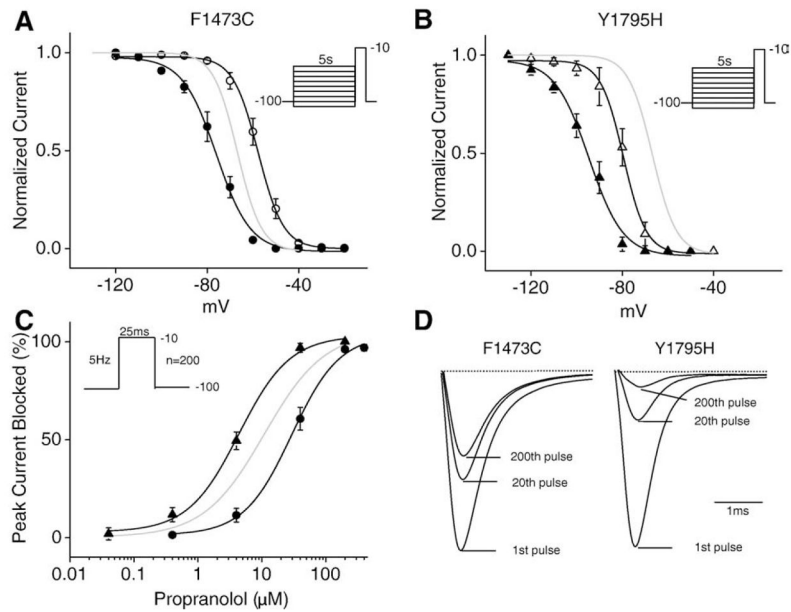 A
F1473C
1.0
0.5
0.0
Normalized Current
-120
-80
-40
mV
5s
-10
-100
B
Y1795H
1.0
0.5
0.0
Normalized Current
-120
-80
-40
mV
5s
-10
-100
C
100
50
0
Peak Current Blocked (%)
25ms
-10
5Hz
n=200
-100
0.01
0.1
1
10
100
Propranolol (µM)
D
F1473C
Y1795H
200th pulse
20th pulse
1st pulse
200th pulse
20th pulse
1st pulse
1ms